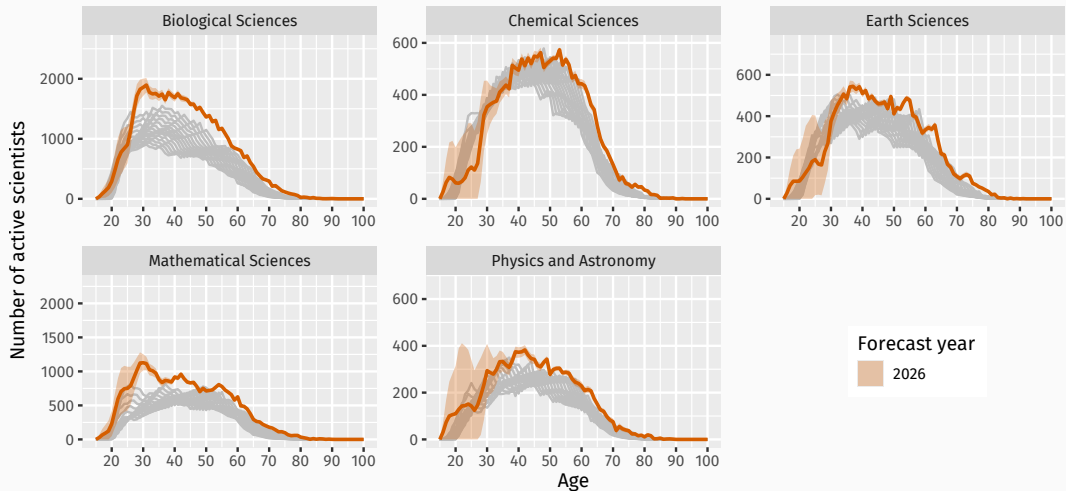 Biological Sciences
Chemical Sciences
Earth Sciences
2000
1000
0
600
400
200
0
600
400
200
0
20 30 40 50 60 70 80 90 100
20 30 40 50 60 70 80 90 100
20 30 40 50 60 70 80 90 100
Mathematical Sciences
Physics and Astronomy
2000
1500
1000
500
0
600
400
200
0
20 30 40 50 60 70 80 90 100
20 30 40 50 60 70 80 90 100
Number of active scientists
Age
Forecast year
2026